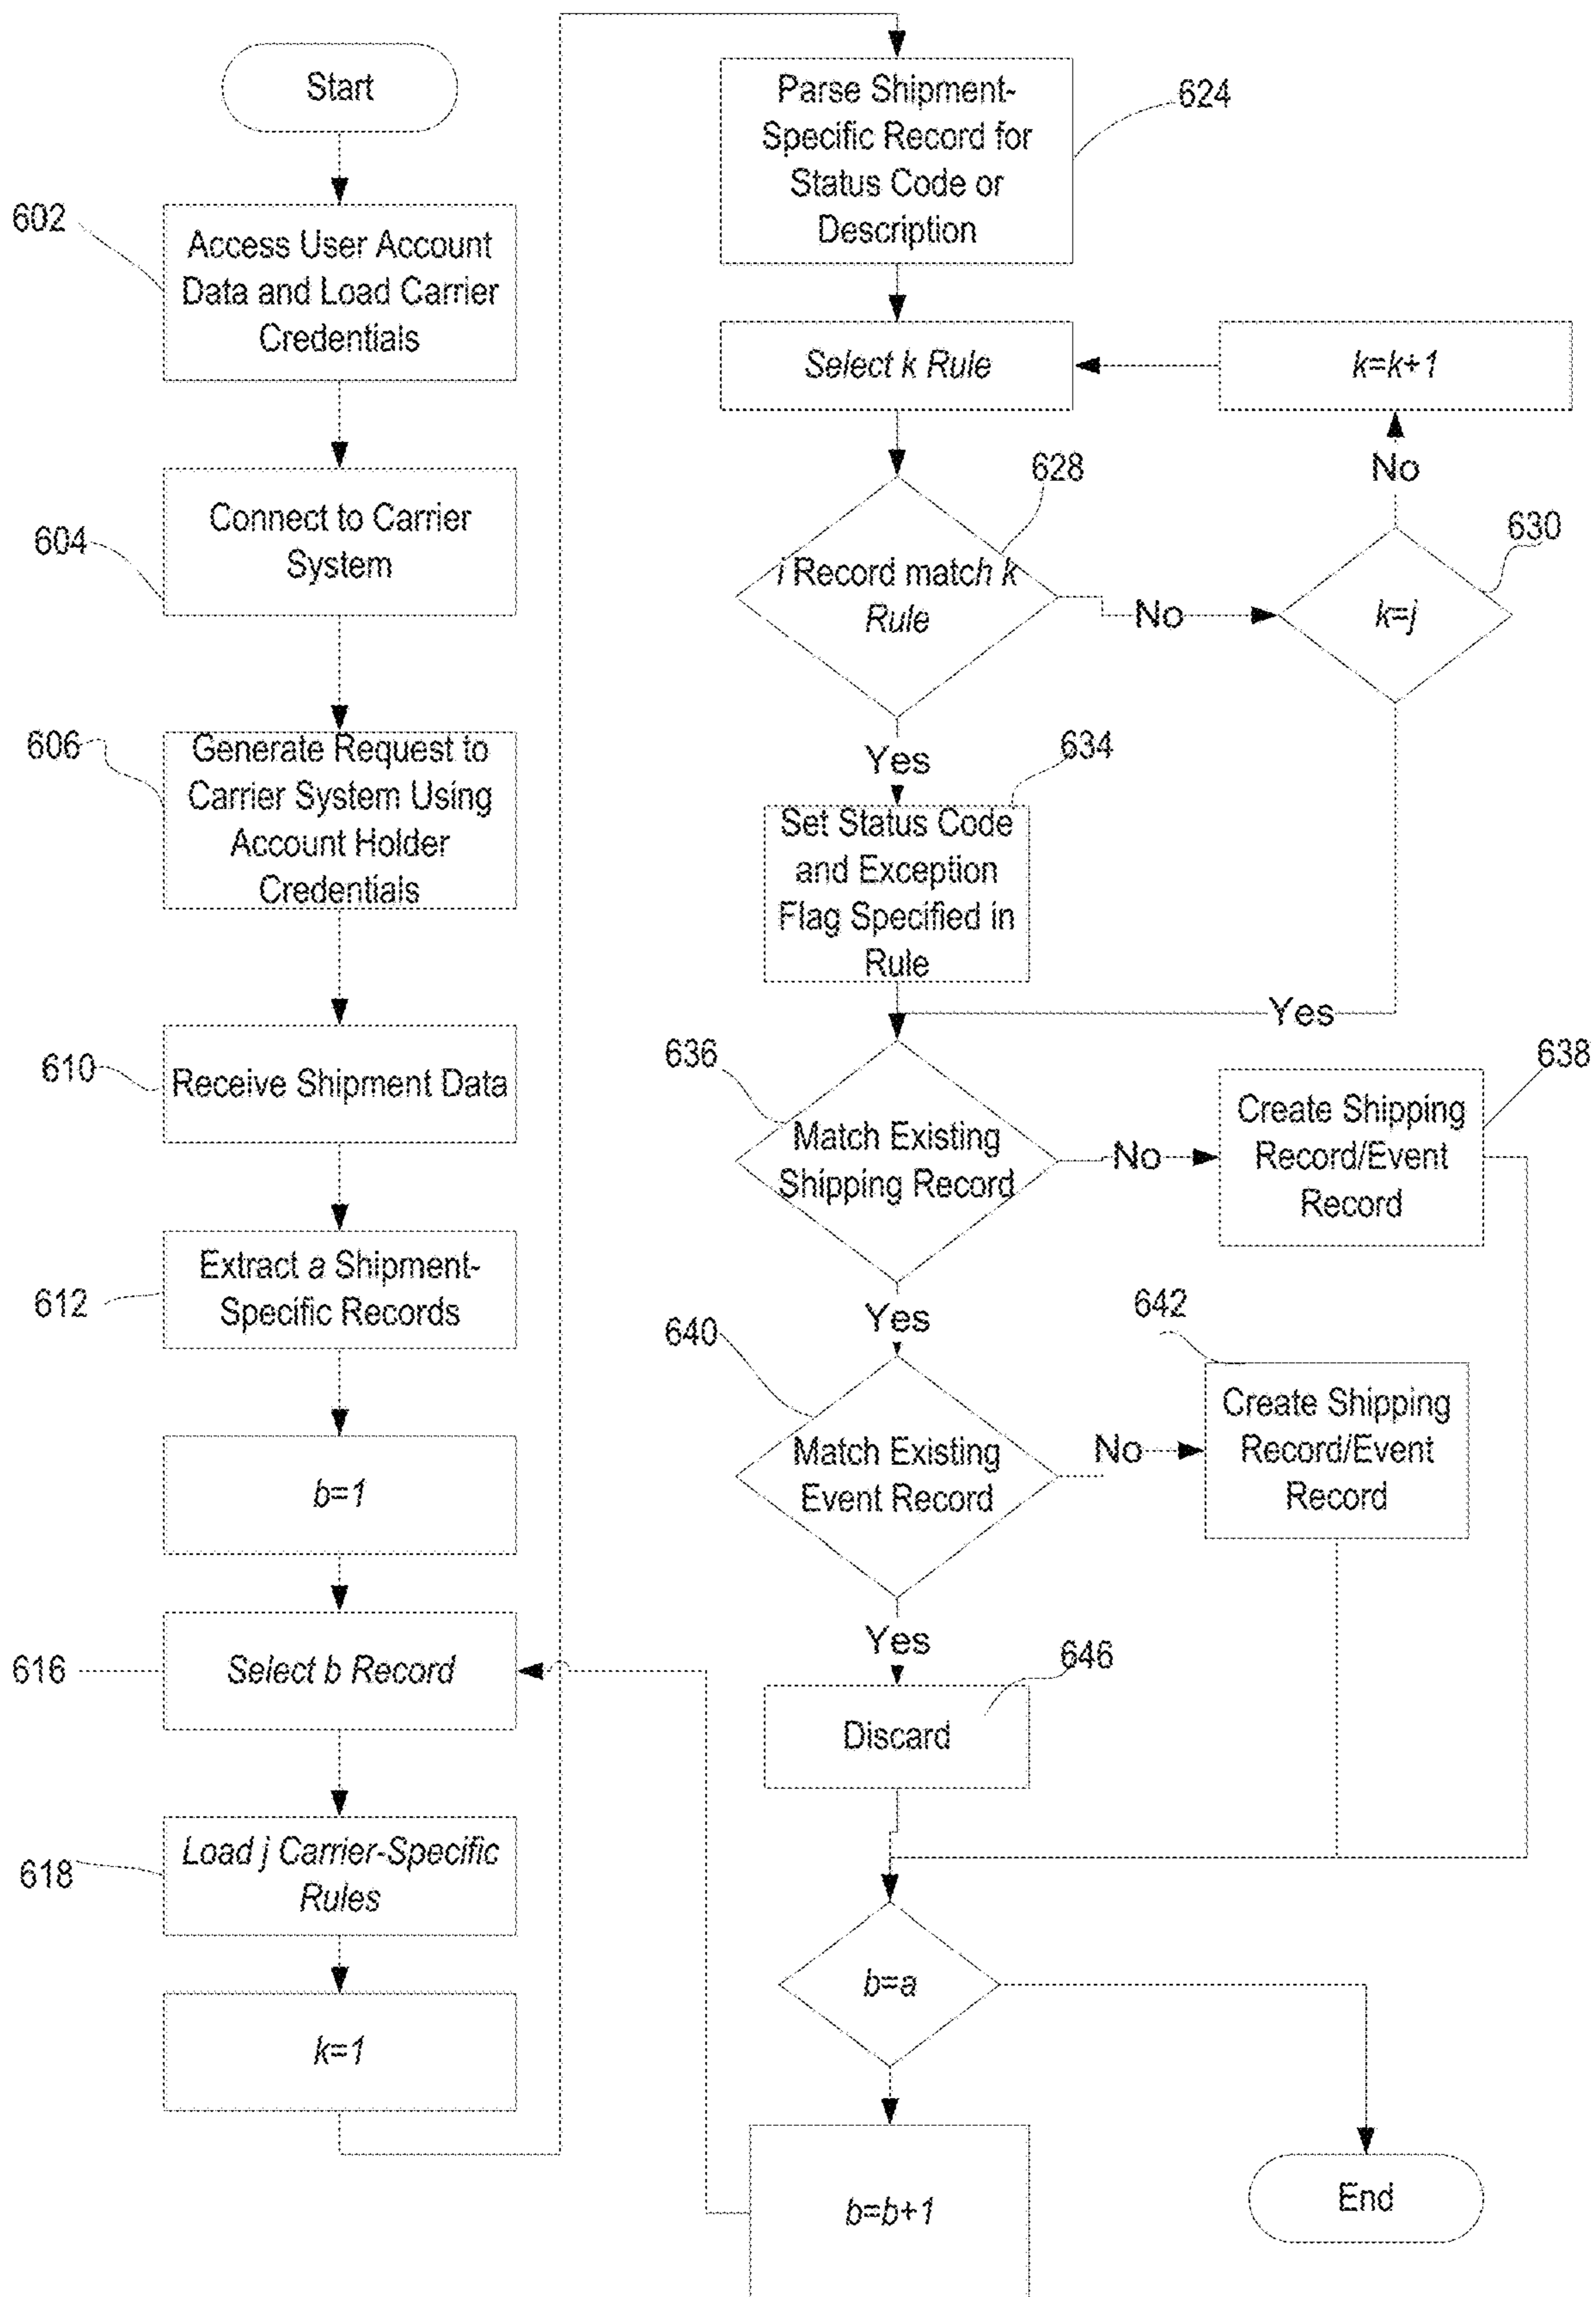 Start
602
Access User Account
Data and Load Carrier
Credentials
604
Connect to Carrier
System
606
Generate Request to
Carrier System Using
Account Holder
Credentials
610
Receive Shipment Data
612
Extract a Shipment-
Specific Records
b=1
616
Select b Record
618
Load j Carrier-Specific
Rules
k=1
Parse Shipment-
Specific Record for
Status Code or
Description
624
Select k Rule
k=k+1
No
628
i Record match k
Rule
No
630
k=j
Yes
634
Set Status Code
and Exception
Flag Specified in
Rule
Yes
636
Match Existing
Shipping Record
No
638
Create Shipping
Record/Event
Record
Yes
640
Match Existing
Event Record
No
642
Create Shipping
Record/Event
Record
Yes
646
Discard
b=a
b=b+1
End